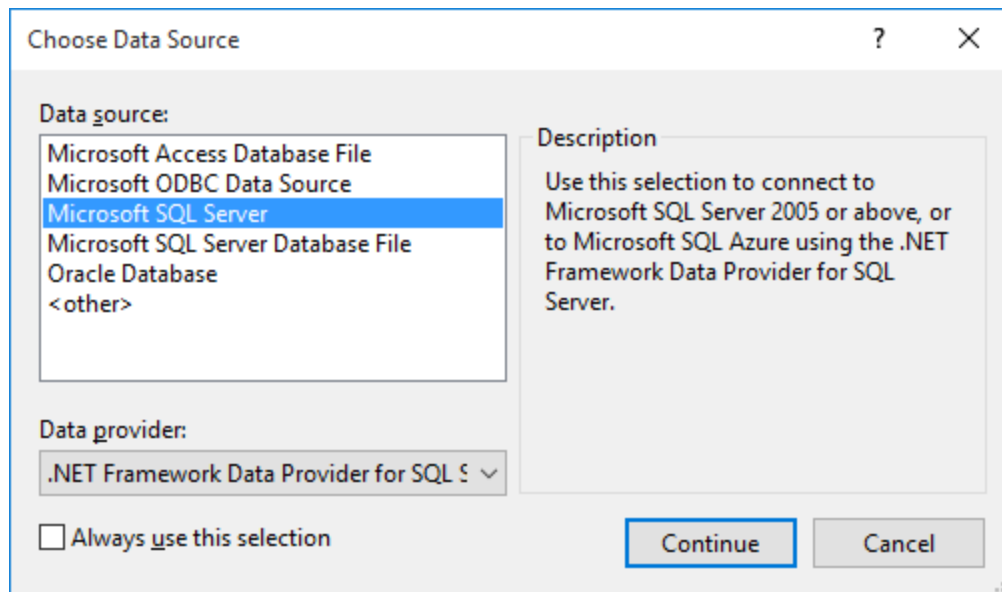 Choose Data Source
?
Data source:
Microsoft Access Database File
Microsoft ODBC Data Source
Microsoft SQL Server
Microsoft SQL Server Database File
Oracle Database
<other>
Description
Use this selection to connect to
Microsoft SQL Server 2005 or above, or
to Microsoft SQL Azure using the .NET
Framework Data Provider for SQL
Server.
Data provider:
.NET Framework Data Provider for SQL S
Always use this selection
Continue
Cancel